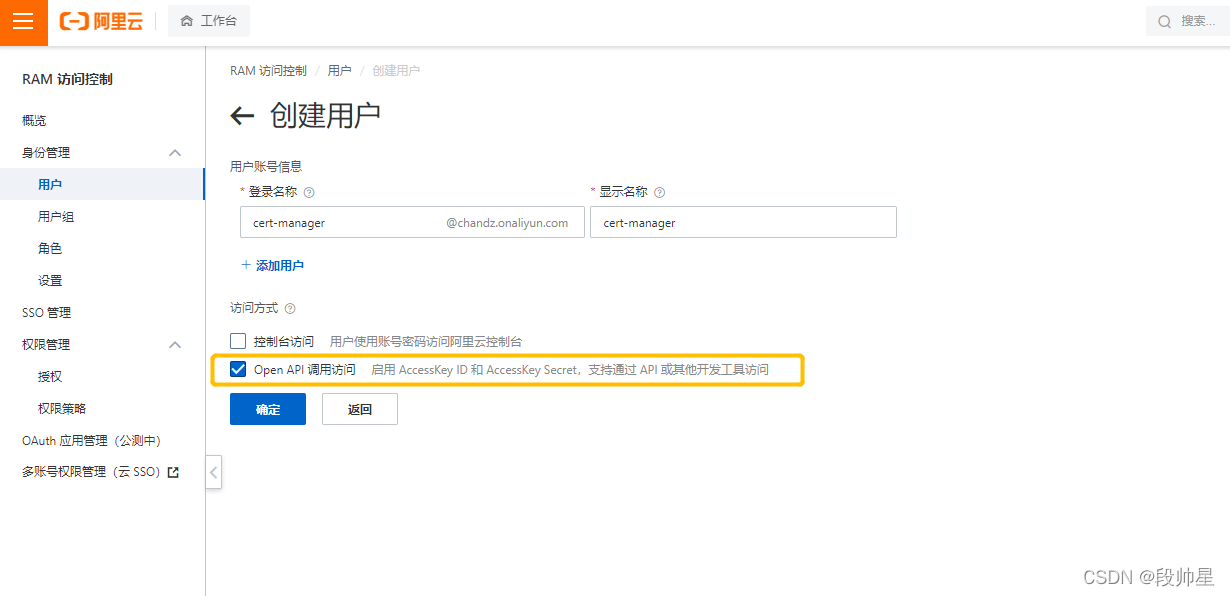 阿里云
工作台
搜索...
RAM 访问控制
概览
身份管理
用户
用户组
角色
设置
SSO 管理
权限管理
授权
权限策略
OAuth 应用管理（公测中）
多账号权限管理（云 SSO）
RAM 访问控制 / 用户 / 创建用户
创建用户
用户账号信息
* 登录名称
* 显示名称
cert-manager @chandz.onaliyun.com
cert-manager
+ 添加用户
访问方式
控制台访问 用户使用账号密码访问阿里云控制台
Open API 调用访问 启用 AccessKey ID 和 AccessKey Secret，支持通过 API 或其他开发工具访问
确定
返回
CSDN @段帅星